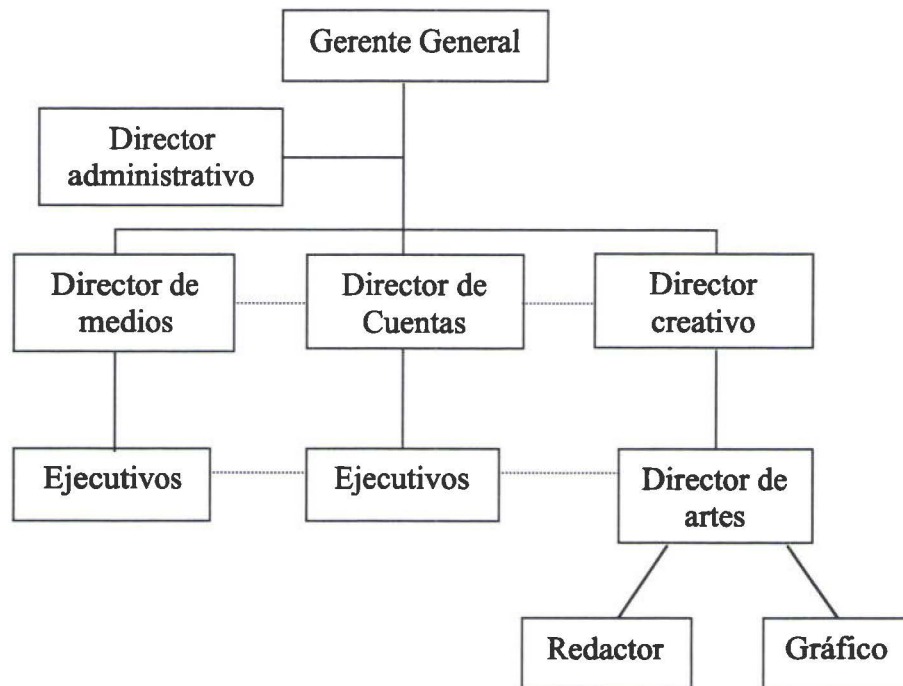 Gerente General
Director
administrativo
Director de
medios
Director de
Cuentas
Director
creativo
Ejecutivos
Ejecutivos
Director de
artes
Redactor
Gráfico